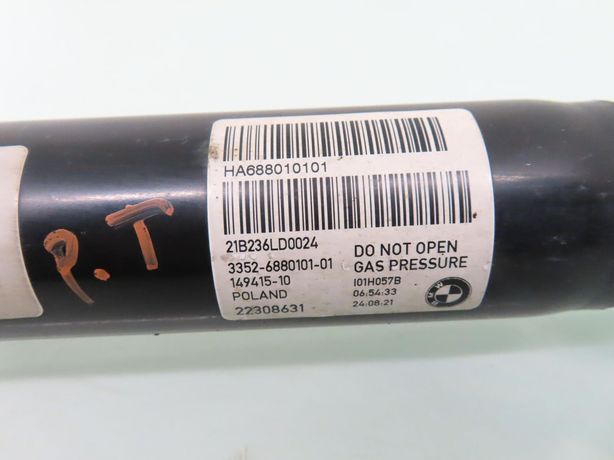 HA688010101
21B236LD0024
3352-6880101-01
149415-10
POLAND
22308631
DO NOT OPEN
GAS PRESSURE
I01H057B
06:54:33
24.08.21
BMW
P.T